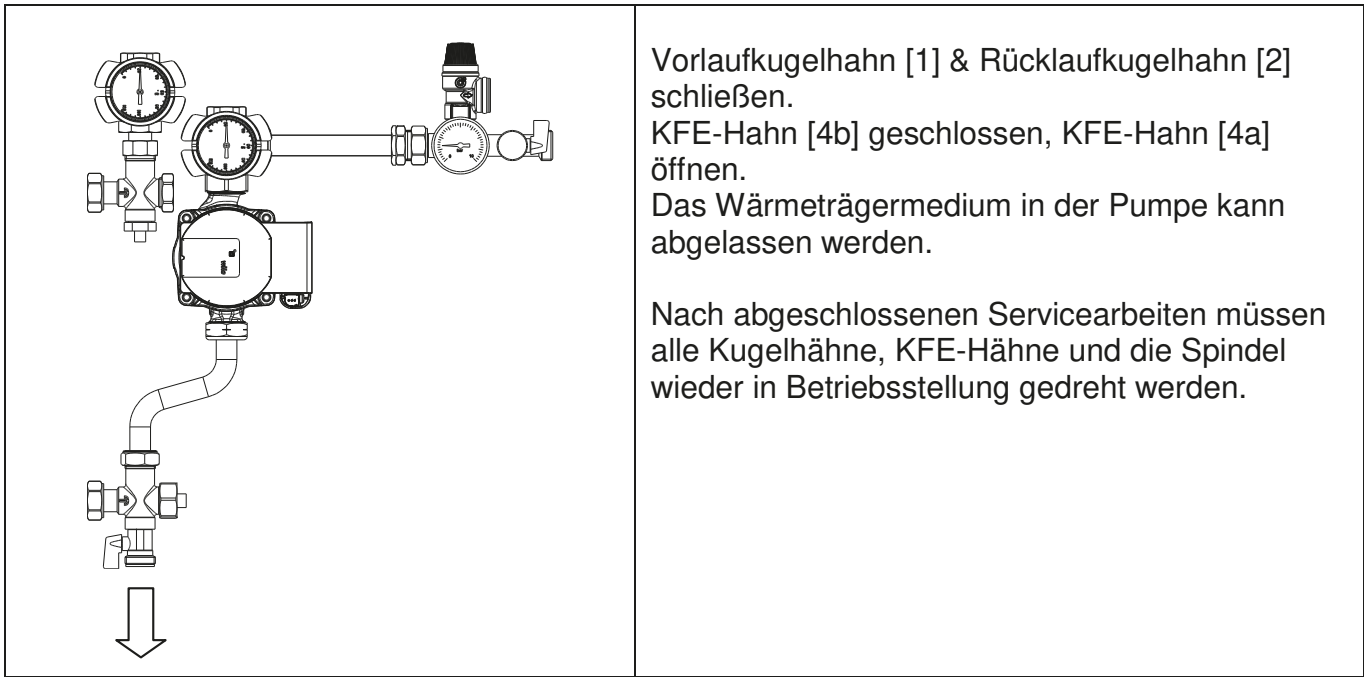 Vorlaufkugelhahn [1] & Rücklaufkugelhahn [2]
schließen.
KFE-Hahn [4b] geschlossen, KFE-Hahn [4a]
öffnen.
Das Wärmeträgermedium in der Pumpe kann
abgelassen werden.
Nach abgeschlossenen Servicearbeiten müssen
alle Kugelhähne, KFE-Hähne und die Spindel
wieder in Betriebsstellung gedreht werden.